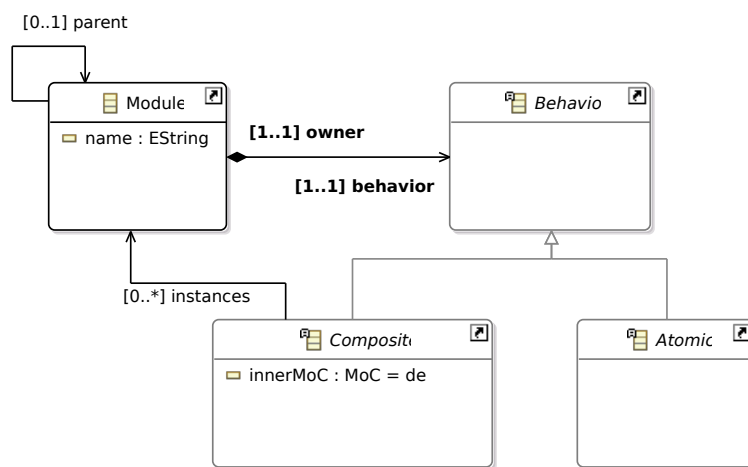 [0..1] parent
Module
name : EString
Behavio
[1..1] owner
[1..1] behavior
[0..*] instances
Composite
innerMoC : MoC = de
Atomic